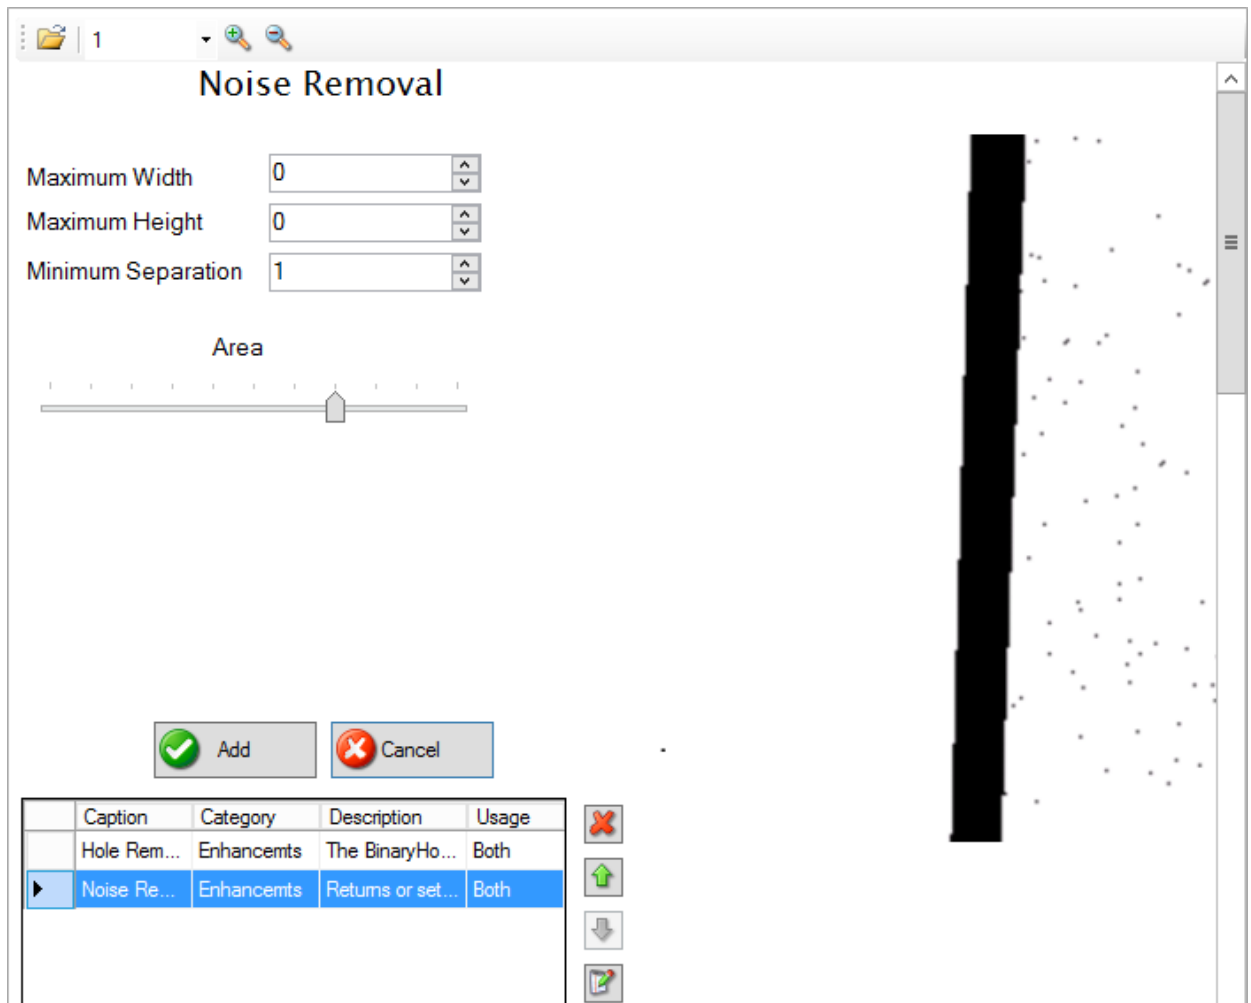 1
Noise Removal
Maximum Width 0
Maximum Height 0
Minimum Separation 1
Area
Add Cancel
Caption Category Description Usage
Hole Rem... Enhancemts The BinaryHo... Both
Noise Re... Enhancemts Returns or set... Both